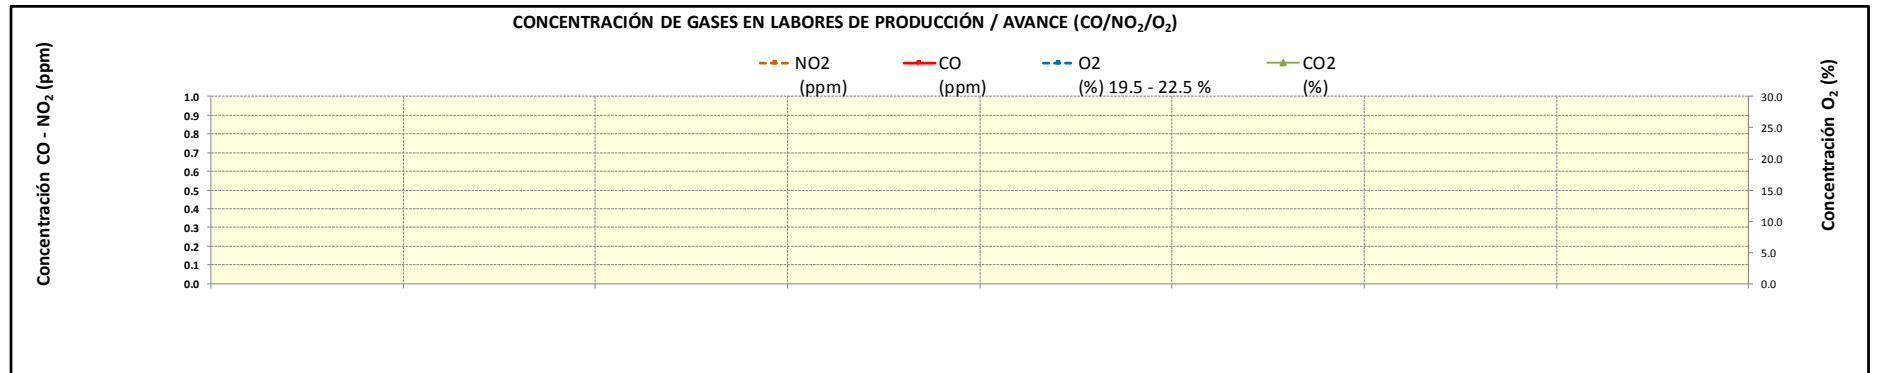 CONCENTRACIÓN DE GASES EN LABORES DE PRODUCCIÓN / AVANCE (CO/NO₂/O₂)
NO2 (ppm)
CO (ppm)
O2 (%) 19.5 - 22.5 %
CO2 (%)
Concentración CO - NO₂ (ppm)
1.0
0.9
0.8
0.7
0.6
0.5
0.4
0.3
0.2
0.1
0.0
30.0
25.0
20.0
15.0
10.0
5.0
0.0
Concentración O₂ (%)